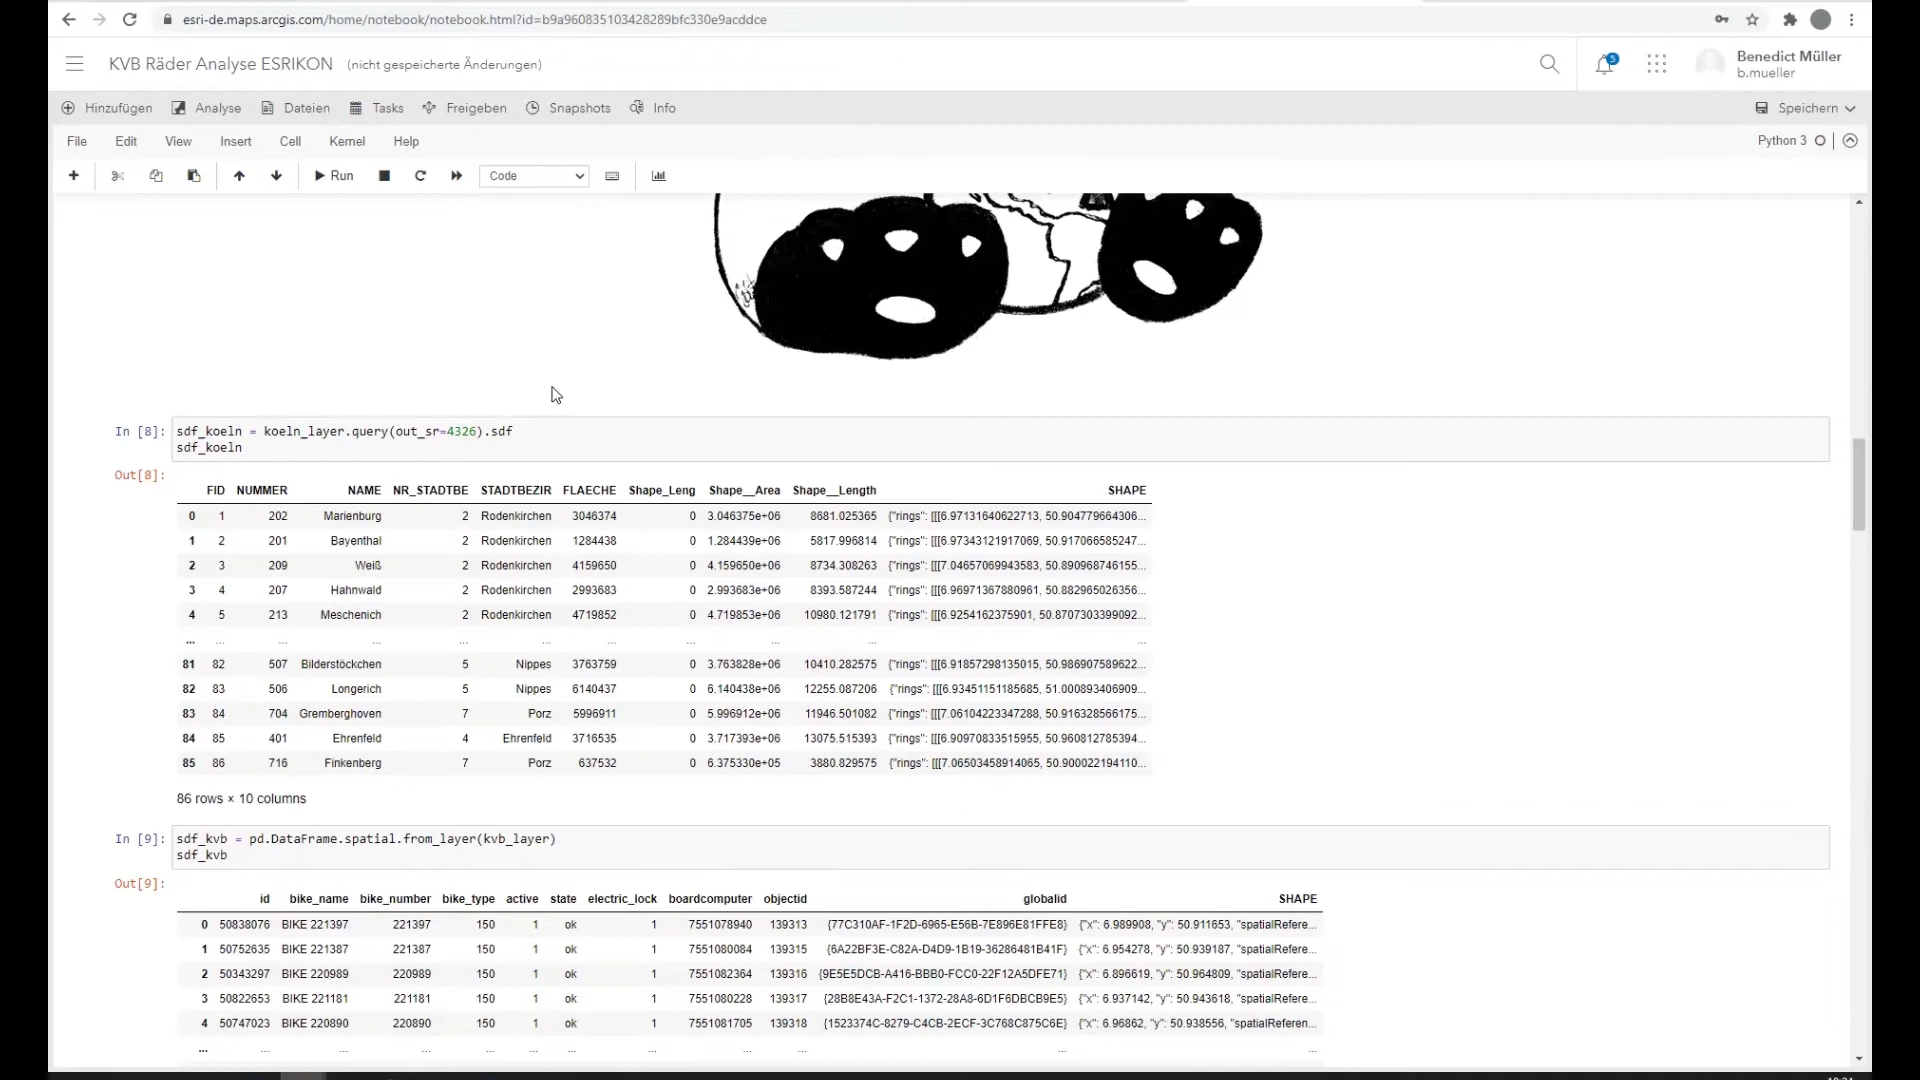 esri-de.maps.arcgis.com/home/notebook/notebook.html?id=b9a960835103428289bfc330e9acddce
KVB Räder Analyse ESRIKON (nicht gespeicherte Änderungen)
5
Benedict Müller
b.mueller
Hinzufügen Analyse Dateien Tasks Freigeben Snapshots Info Speichern
File Edit View Insert Cell Kernel Help Python 3
Run Code
In [8]: sdf_koeln = koeln_layer.query(out_sr=4326).sdf
sdf_koeln
Out[8]:
FID NUMMER NAME NR_STADTBE STADTBEZIR FLAECHE Shape_Leng Shape__Area Shape__Length SHAPE
0 1 202 Marienburg 2 Rodenkirchen 3046374 0 3.046375e+06 8681.025365 {"rings": [[[6.97131640622713, 50.904779664306...
1 2 201 Bayenthal 2 Rodenkirchen 1284438 0 1.284439e+06 5817.996814 {"rings": [[[6.97343121917069, 50.917066585247...
2 3 209 Weiß 2 Rodenkirchen 4159650 0 4.159650e+06 8734.308263 {"rings": [[[7.04657069943583, 50.890968746155...
3 4 207 Hahnwald 2 Rodenkirchen 2993683 0 2.993683e+06 8393.587244 {"rings": [[[6.96971367880961, 50.882965026356...
4 5 213 Meschenich 2 Rodenkirchen 4719852 0 4.719853e+06 10980.121791 {"rings": [[[6.9254162375901, 50.8707303399092...
... ... ... ... ... ... ... ... ... ... ...
81 82 507 Bilderstöckchen 5 Nippes 3763759 0 3.763828e+06 10410.282575 {"rings": [[[6.91857298135015, 50.986907589622...
82 83 506 Longerich 5 Nippes 6140437 0 6.140438e+06 12255.087206 {"rings": [[[6.93451151185685, 51.000893406909...
83 84 704 Gremberghoven 7 Porz 5996911 0 5.996912e+06 11946.501082 {"rings": [[[7.06104223347288, 50.916328566175...
84 85 401 Ehrenfeld 4 Ehrenfeld 3716535 0 3.717393e+06 13075.515393 {"rings": [[[6.90970833515955, 50.960812785394...
85 86 716 Finkenberg 7 Porz 637532 0 6.375330e+05 3880.829575 {"rings": [[[7.06503458914065, 50.900022194110...
86 rows × 10 columns
In [9]: sdf_kvb = pd.DataFrame.spatial.from_layer(kvb_layer)
sdf_kvb
Out[9]:
id bike_name bike_number bike_type active state electric_lock boardcomputer objectid globalid SHAPE
0 50838076 BIKE 221397 221397 150 1 ok 1 7551078940 139313 {77C310AF-1F2D-6965-E56B-7E896E81FFE8} {"x": 6.989908, "y": 50.911653, "spatialRefere...
1 50752635 BIKE 221387 221387 150 1 ok 1 7551080084 139315 {6A22BF3E-C82A-D4D9-1B19-36286481B41F} {"x": 6.954278, "y": 50.939187, "spatialRefere...
2 50343297 BIKE 220989 220989 150 1 ok 1 7551082364 139316 {9E5E5DCB-A416-BBB0-FCC0-22F12A5DFE71} {"x": 6.896619, "y": 50.964809, "spatialRefere...
3 50822653 BIKE 221181 221181 150 1 ok 1 7551080228 139317 {28B8E43A-F2C1-1372-28A8-6D1F6DBCB9E5} {"x": 6.937142, "y": 50.943618, "spatialRefere...
4 50747023 BIKE 220890 220890 150 1 ok 1 7551081705 139318 {1523374C-8279-C4CB-2ECF-3C768C875C6E} {"x": 6.96862, "y": 50.938556, "spatialReferen...
... ... ... ... ... ... ... ... ... ... ... ...